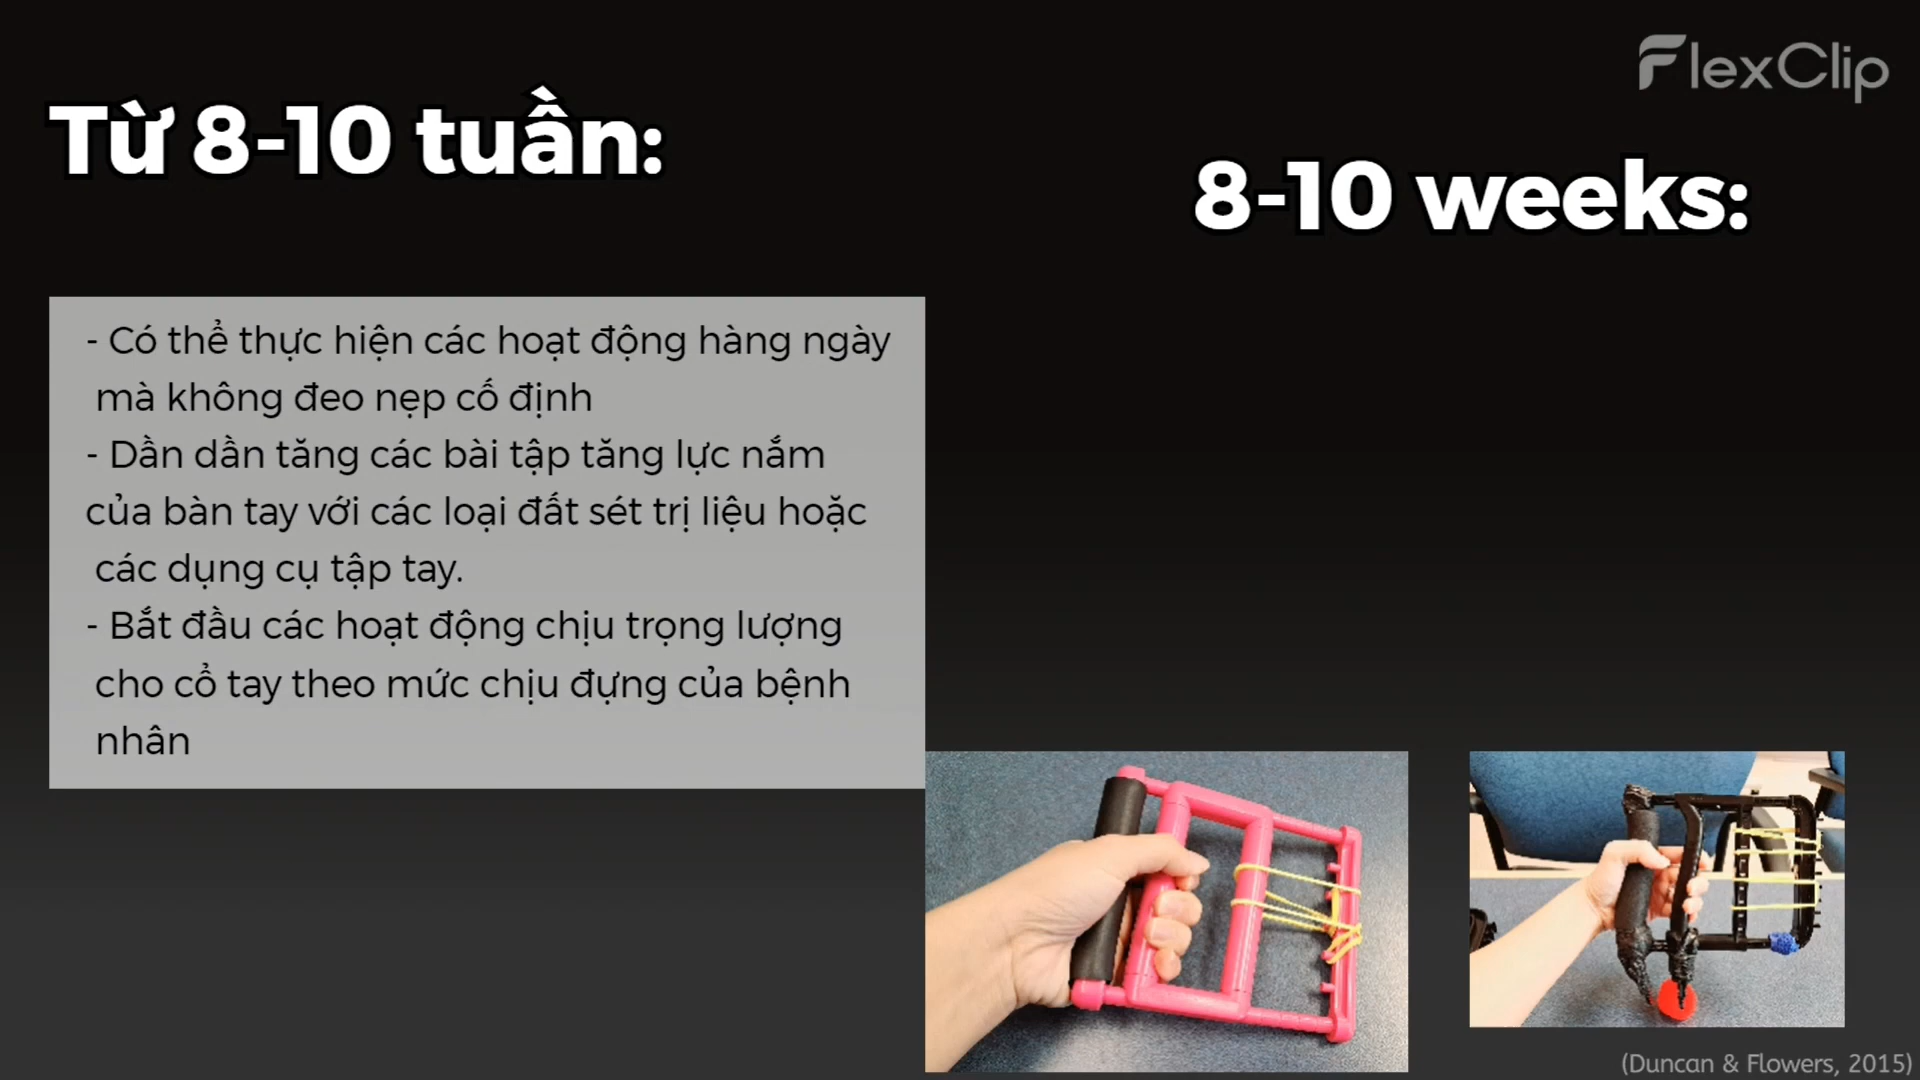 FlexClip
Từ 8-10 tuần:
8-10 weeks:
- Có thể thực hiện các hoạt động hàng ngày
mà không đeo nẹp cố định
- Dần dần tăng các bài tập tăng lực nắm
của bàn tay với các loại đất sét trị liệu hoặc
các dụng cụ tập tay.
- Bắt đầu các hoạt động chịu trọng lượng
cho cổ tay theo mức chịu đựng của bệnh
nhân
(Duncan & Flowers, 2015)